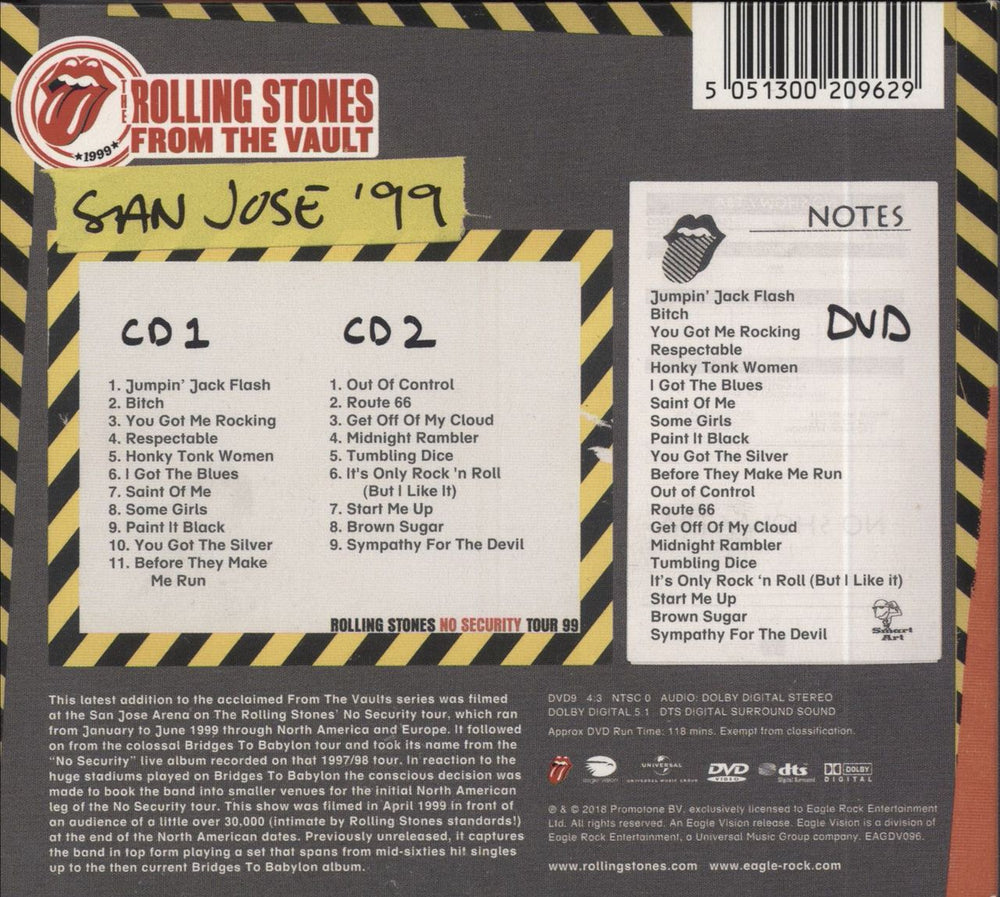 5 051300 209629
THE ROLLING STONES
FROM THE VAULT
★1999★
SAN JOSE '99
NOTES
CD 1
1. Jumpin' Jack Flash
2. Bitch
3. You Got Me Rocking
4. Respectable
5. Honky Tonk Women
6. I Got The Blues
7. Saint Of Me
8. Some Girls
9. Paint It Black
10. You Got The Silver
11. Before They Make
Me Run
CD 2
1. Out Of Control
2. Route 66
3. Get Off Of My Cloud
4. Midnight Rambler
5. Tumbling Dice
6. It's Only Rock 'n Roll
(But I Like It)
7. Start Me Up
8. Brown Sugar
9. Sympathy For The Devil
ROLLING STONES NO SECURITY TOUR 99
DVD
Jumpin' Jack Flash
Bitch
You Got Me Rocking
Respectable
Honky Tonk Women
I Got The Blues
Saint Of Me
Some Girls
Paint It Black
You Got The Silver
Before They Make Me Run
Out of Control
Route 66
Get Off Of My Cloud
Midnight Rambler
Tumbling Dice
It's Only Rock 'n Roll (But I Like it)
Start Me Up
Brown Sugar
Sympathy For The Devil
Smart
Art
This latest addition to the acclaimed From The Vaults series was filmed
at the San Jose Arena on The Rolling Stones' No Security tour, which ran
from January to June 1999 through North America and Europe. It followed
on from the colossal Bridges To Babylon tour and took its name from the
"No Security" live album recorded on that 1997/98 tour. In reaction to the
huge stadiums played on Bridges To Babylon the conscious decision was
made to book the band into smaller venues for the initial North American
leg of the No Security tour. This show was filmed in April 1999 in front of
an audience of a little over 30,000 (intimate by Rolling Stones standards!)
at the end of the North American dates. Previously unreleased, it captures
the band in top form playing a set that spans from mid-sixties hit singles
up to the then current Bridges To Babylon album.
DVD9 4:3 NTSC 0 AUDIO: DOLBY DIGITAL STEREO
DOLBY DIGITAL 5.1 DTS DIGITAL SURROUND SOUND
Approx DVD Run Time: 118 mins. Exempt from classification.
eagle vision
UNIVERSAL
UNIVERSAL MUSIC GROUP
DVD
VIDEO
dts
Digital Surround
DOLBY
DIGITAL
℗ & © 2018 Promotone BV. exclusively licensed to Eagle Rock Entertainment
Ltd. All rights reserved. An Eagle Vision release. Eagle Vision is a division of
Eagle Rock Entertainment, a Universal Music Group company. EAGDV096.
www.rollingstones.com www.eagle-rock.com